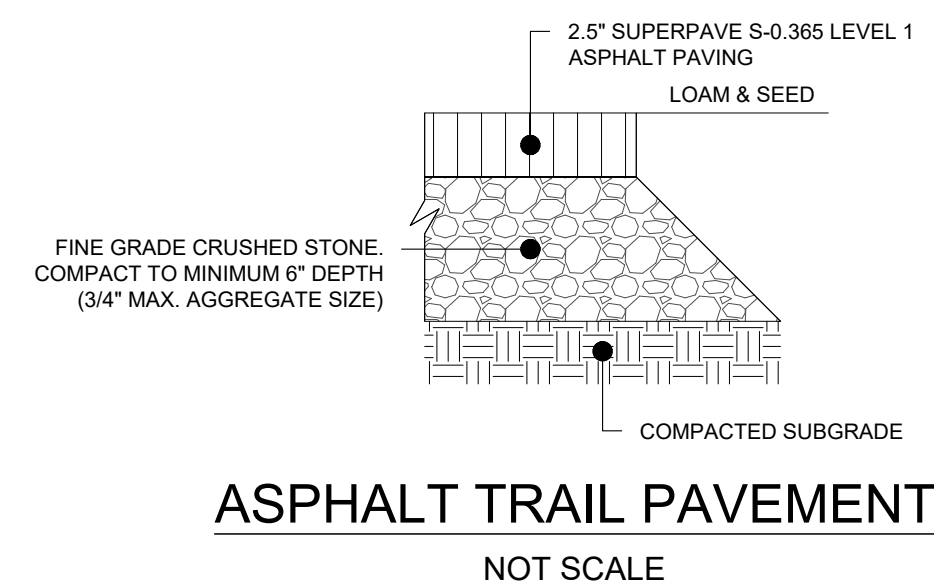 2.5" SUPERPAVE S-0.365 LEVEL 1
ASPHALT PAVING
LOAM & SEED
FINE GRADE CRUSHED STONE.
COMPACT TO MINIMUM 6" DEPTH
(3/4" MAX. AGGREGATE SIZE)
COMPACTED SUBGRADE
ASPHALT TRAIL PAVEMENT
NOT SCALE